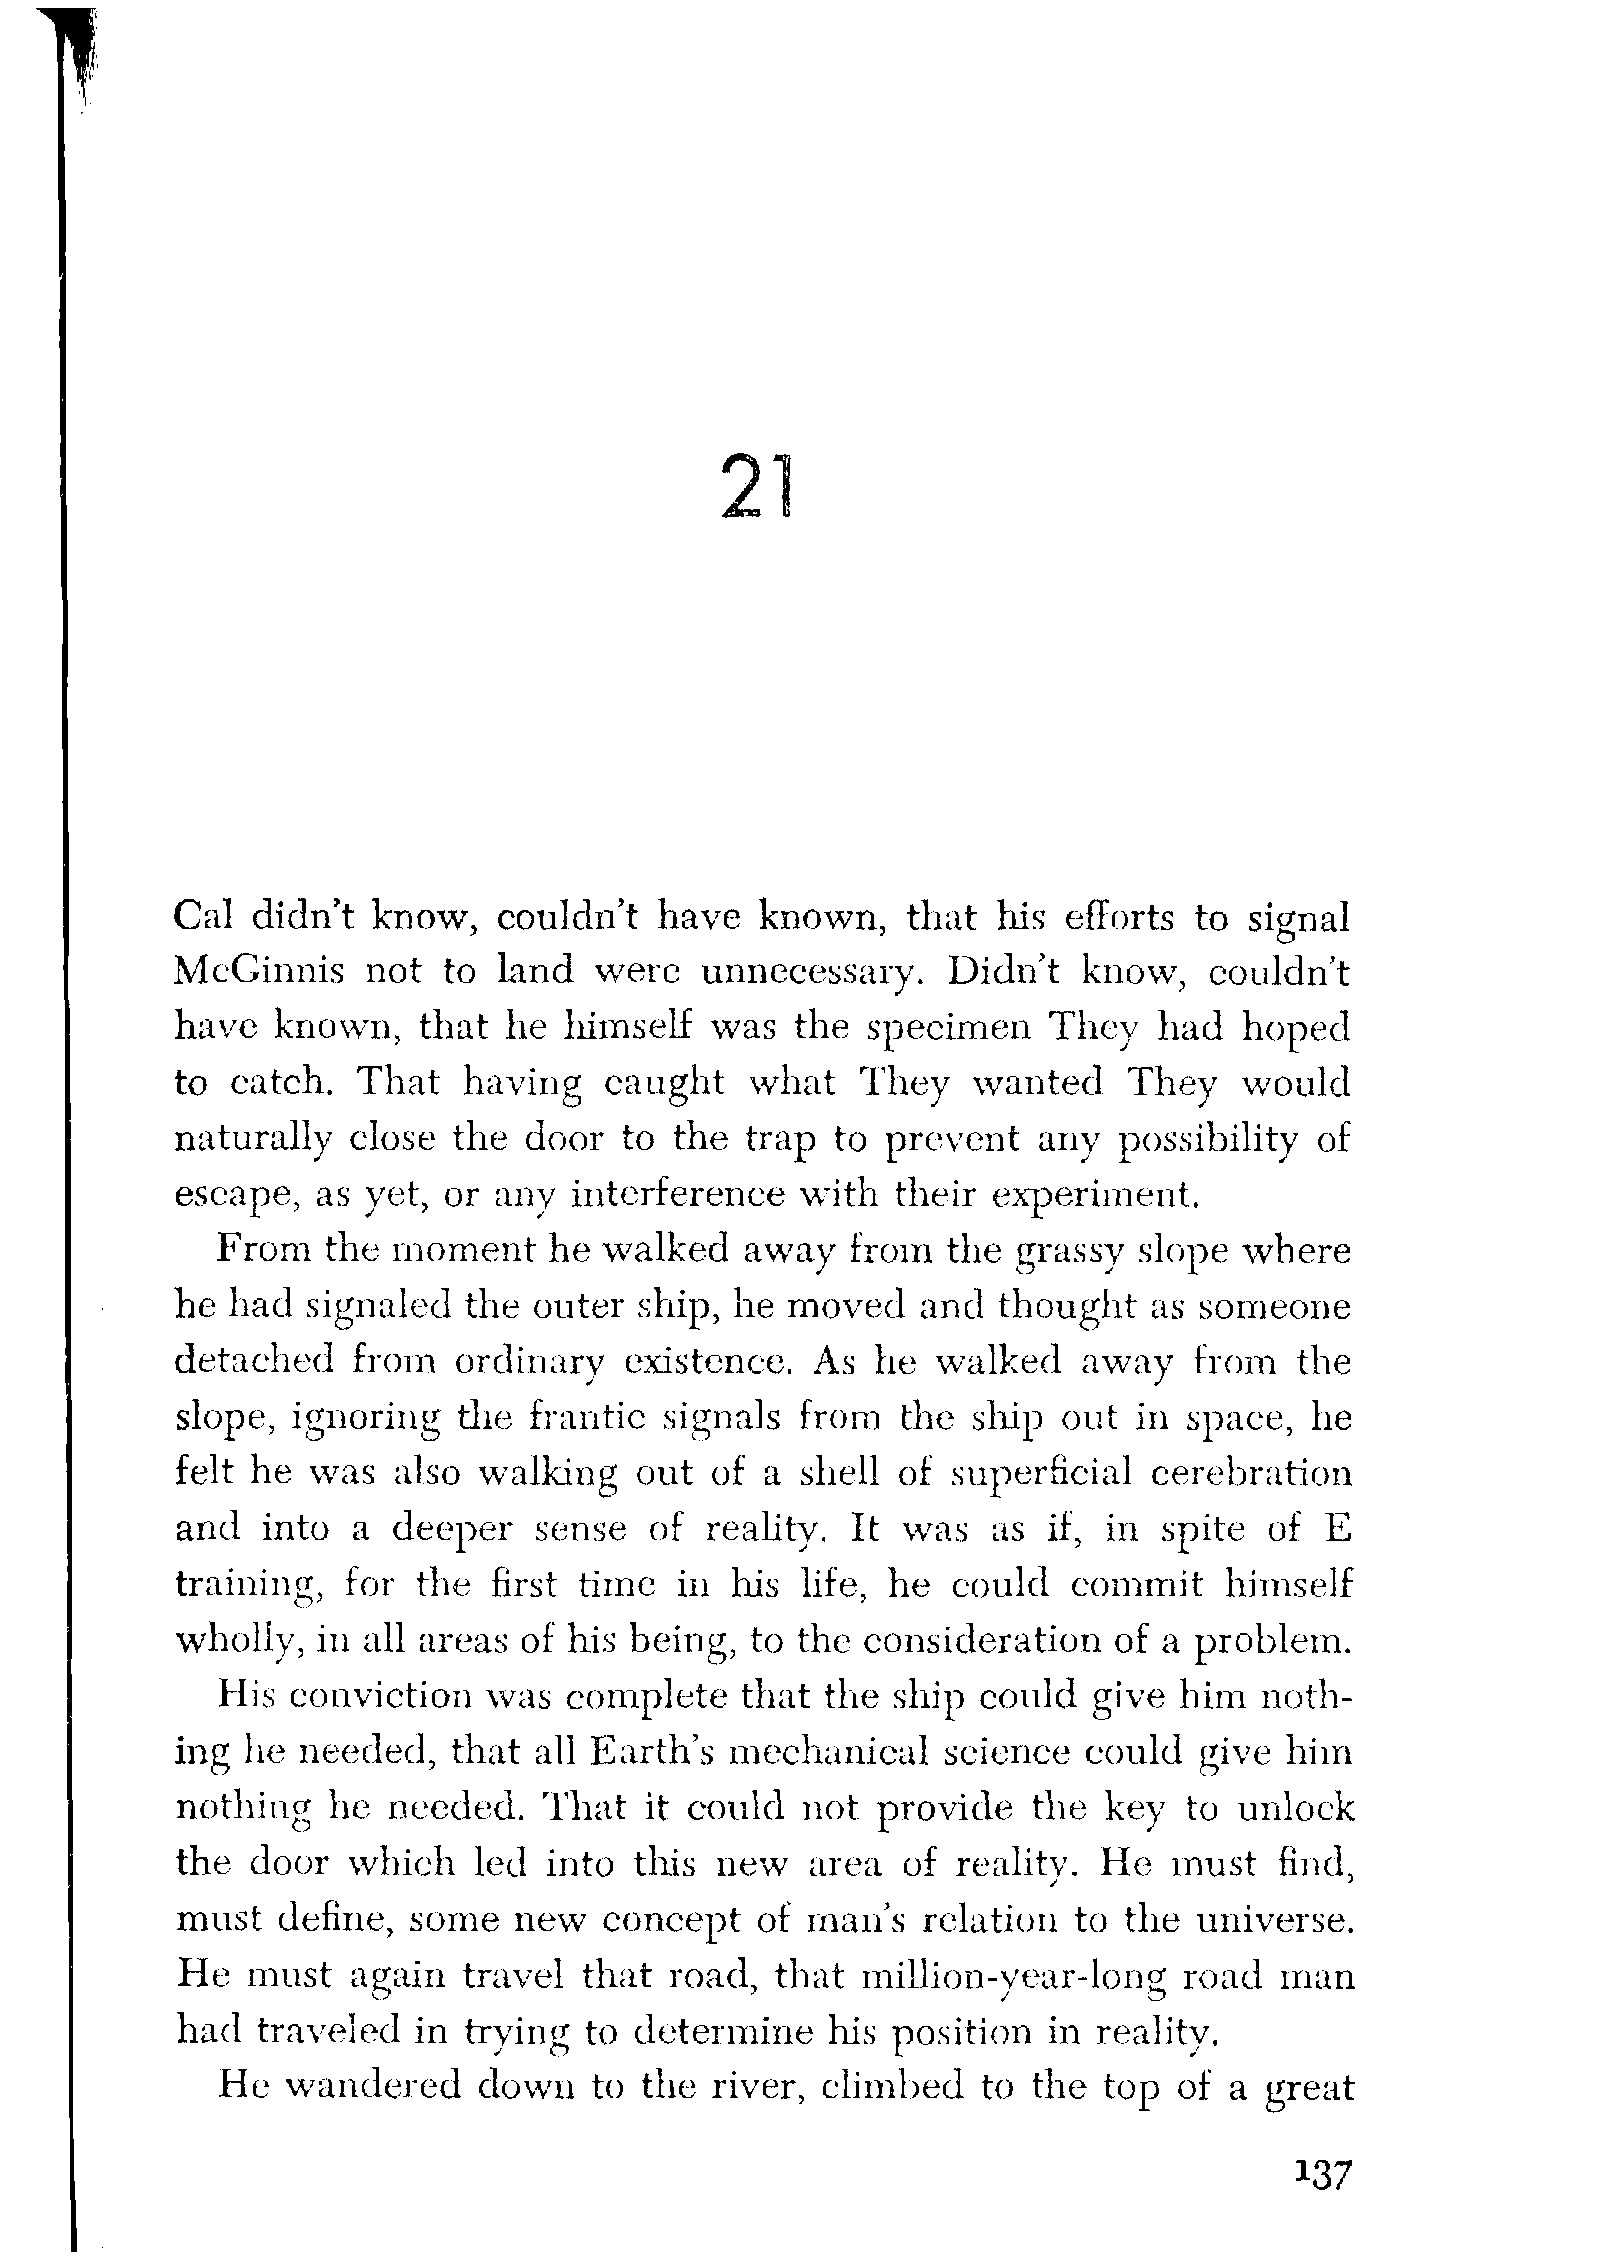 21
Cal didn't know, couldn't have known, that his efforts to signal
McGinnis not to land were unnecessary. Didn't know, couldn't
have known, that he himself was the specimen They had hoped
to catch. That having caught what They wanted They would
naturally close the door to the trap to prevent any possibility of
escape, as yet, or any interference with their experiment.
From the moment he walked away from the grassy slope where
he had signaled the outer ship, he moved and thought as someone
detached from ordinary existence. As he walked away from the
slope, ignoring the frantic signals from the ship out in space, he
felt he was also walking out of a shell of superficial cerebration
and into a deeper sense of reality. It was as if, in spite of E
training, for the first time in his life, he could commit himself
wholly, in all areas of his being, to the consideration of a problem.
His conviction was complete that the ship could give him noth-
ing he needed, that all Earth's mechanical science could give him
nothing he needed. That it could not provide the key to unlock
the door which led into this new area of reality. He must find,
must define, some new concept of man's relation to the universe.
He must again travel that road, that million-year-long road man
had traveled in trying to determine his position in reality.
He wandered down to the river, climbed to the top of a great
137